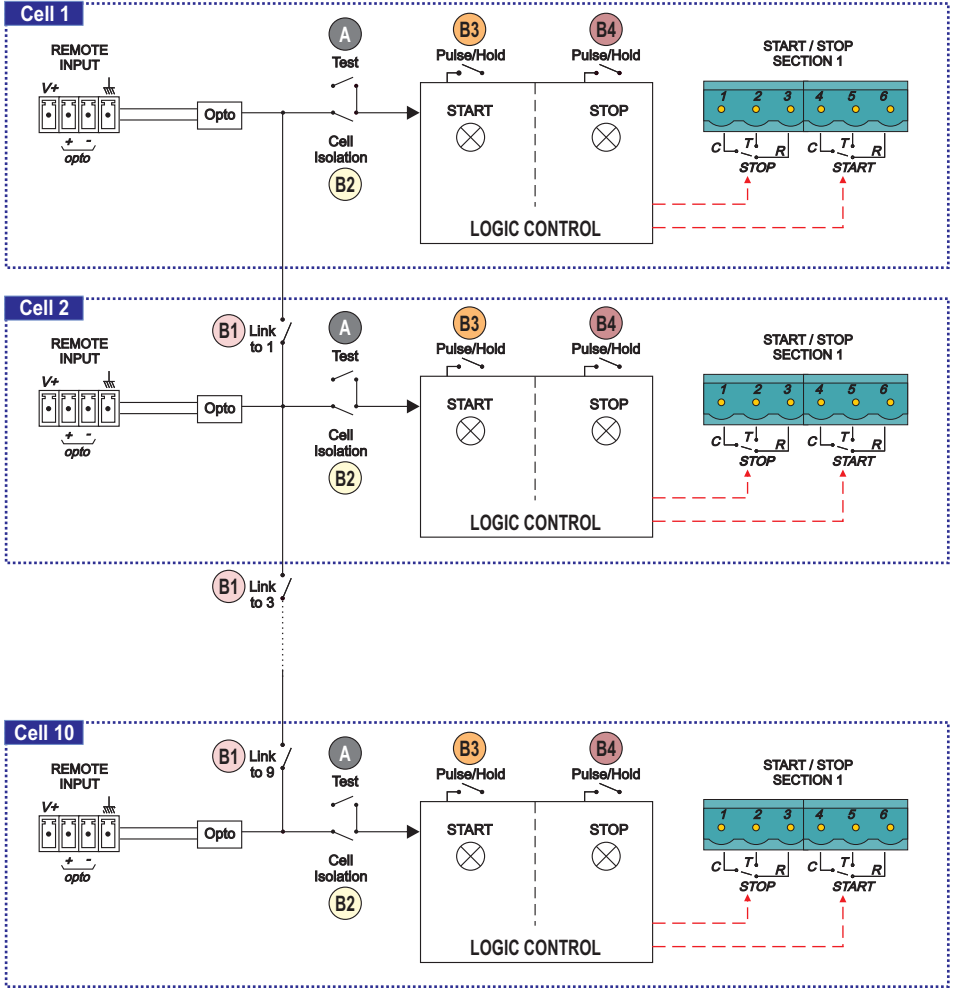 Cell 1
REMOTE
INPUT
V+
+ -
opto
Opto
A
Test
Cell
Isolation
B2
B3
Pulse/Hold
B4
Pulse/Hold
START
STOP
LOGIC CONTROL
START / STOP
SECTION 1
1 2 3 4 5 6
C T R C T R
STOP START
Cell 2
B1 Link
to 1
REMOTE
INPUT
V+
+ -
opto
Opto
A
Test
Cell
Isolation
B2
B3
Pulse/Hold
B4
Pulse/Hold
START
STOP
LOGIC CONTROL
START / STOP
SECTION 1
1 2 3 4 5 6
C T R C T R
STOP START
B1 Link
to 3
Cell 10
B1 Link
to 9
REMOTE
INPUT
V+
+ -
opto
Opto
A
Test
Cell
Isolation
B2
B3
Pulse/Hold
B4
Pulse/Hold
START
STOP
LOGIC CONTROL
START / STOP
SECTION 1
1 2 3 4 5 6
C T R C T R
STOP START